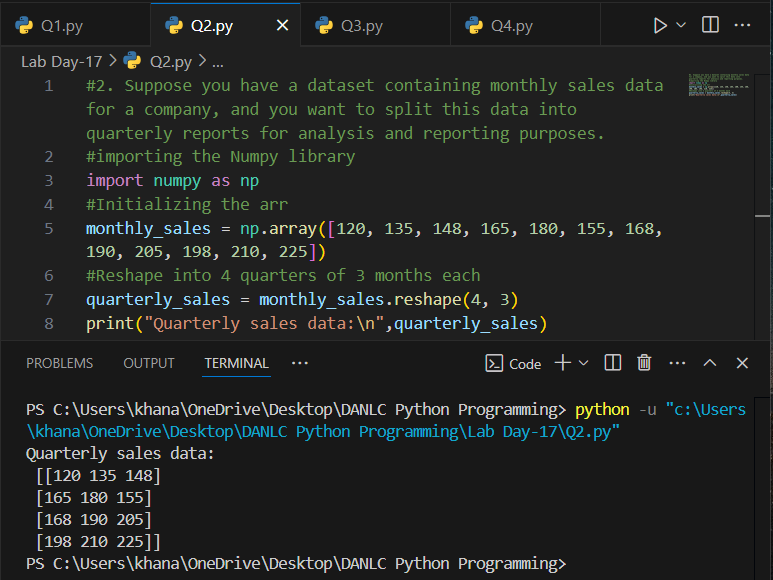 Q1.py
Q2.py
Q3.py
Q4.py
Lab Day-17 > Q2.py > ...
1 #2. Suppose you have a dataset containing monthly sales data
for a company, and you want to split this data into
quarterly reports for analysis and reporting purposes.
2 #importing the Numpy library
3 import numpy as np
4 #Initializing the arr
5 monthly_sales = np.array([120, 135, 148, 165, 180, 155, 168,
190, 205, 198, 210, 225])
6 #Reshape into 4 quarters of 3 months each
7 quarterly_sales = monthly_sales.reshape(4, 3)
8 print("Quarterly sales data:\n",quarterly_sales)
PROBLEMS OUTPUT TERMINAL ... Code
PS C:\Users\khana\OneDrive\Desktop\DANLC Python Programming> python -u "c:\Users
\khana\OneDrive\Desktop\DANLC Python Programming\Lab Day-17\Q2.py"
Quarterly sales data:
[[120 135 148]
[165 180 155]
[168 190 205]
[198 210 225]]
PS C:\Users\khana\OneDrive\Desktop\DANLC Python Programming>